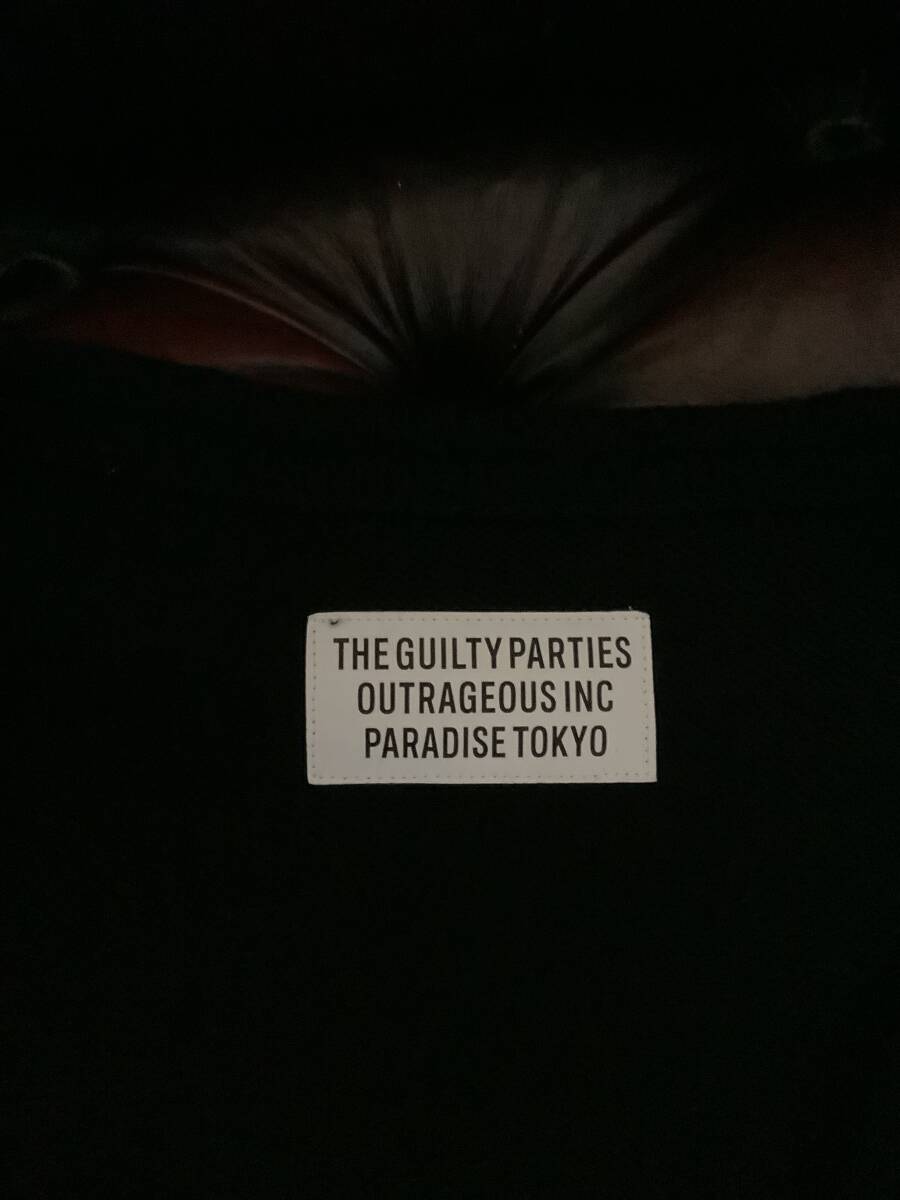 THE GUILTY PARTIES
OUTRAGEOUS INC
PARADISE TOKYO